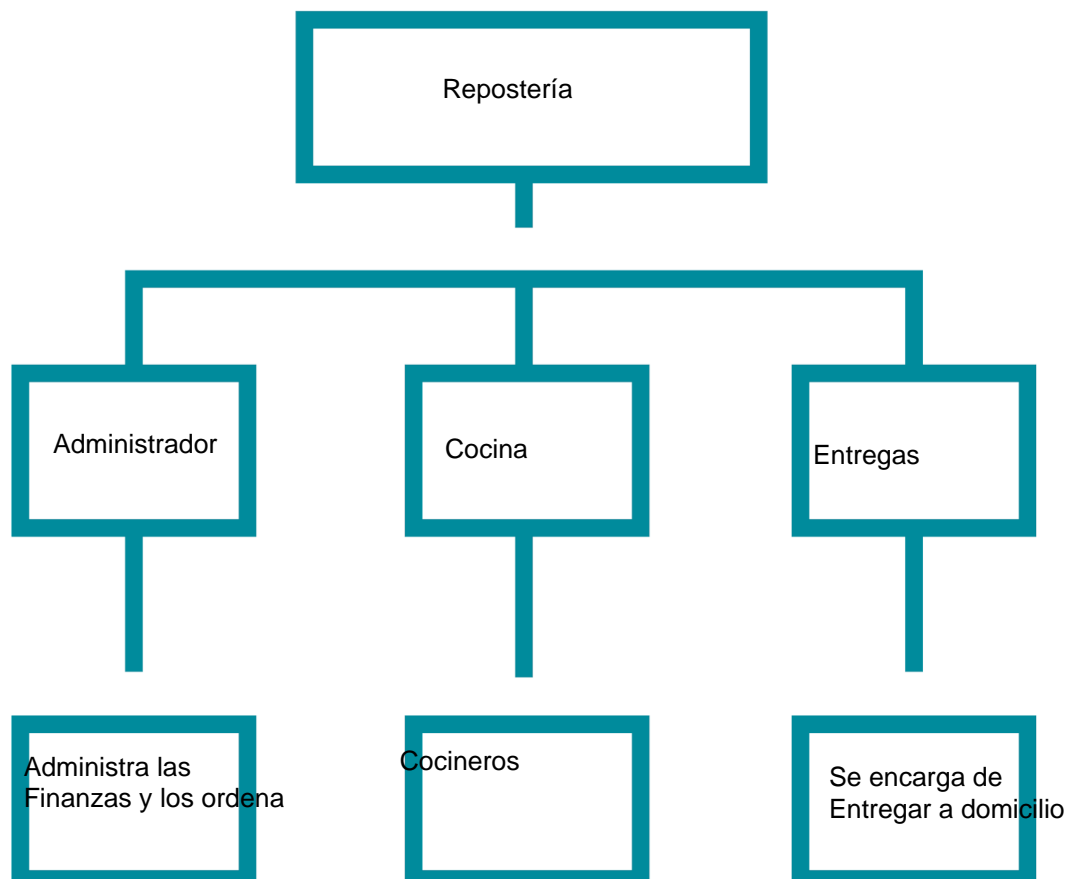 Repostería
Administrador
Cocina
Entregas
Administra las
Finanzas y los ordena
Cocineros
Se encarga de
Entregar a domicilio